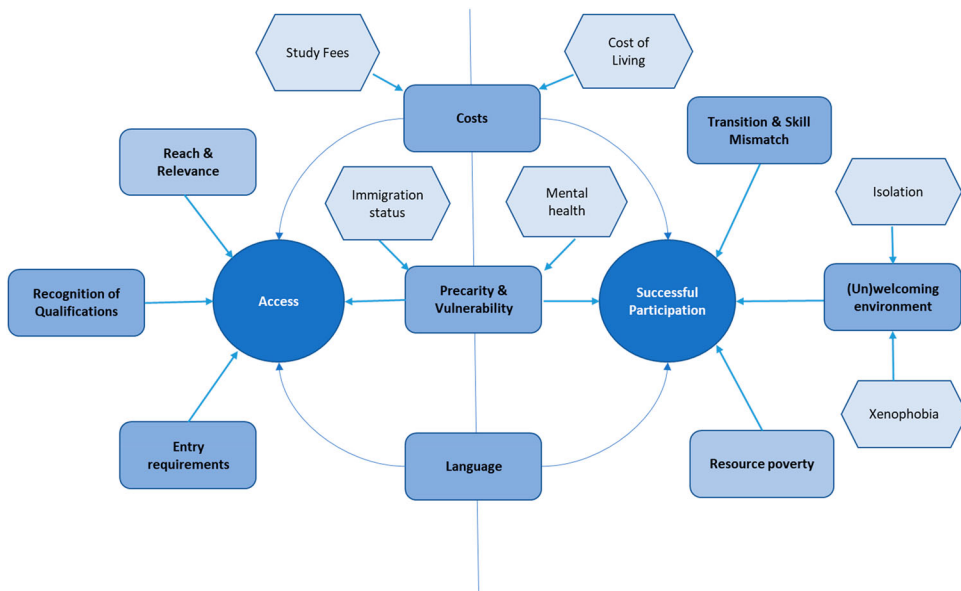 Study Fees
Cost of
Living
Costs
Transition & Skill
Mismatch
Reach &
Relevance
Immigration
status
Mental
health
Isolation
Recognition of
Qualifications
Access
Precarity &
Vulnerability
Successful
Participation
(Un)welcoming
environment
Entry
requirements
Language
Resource poverty
Xenophobia